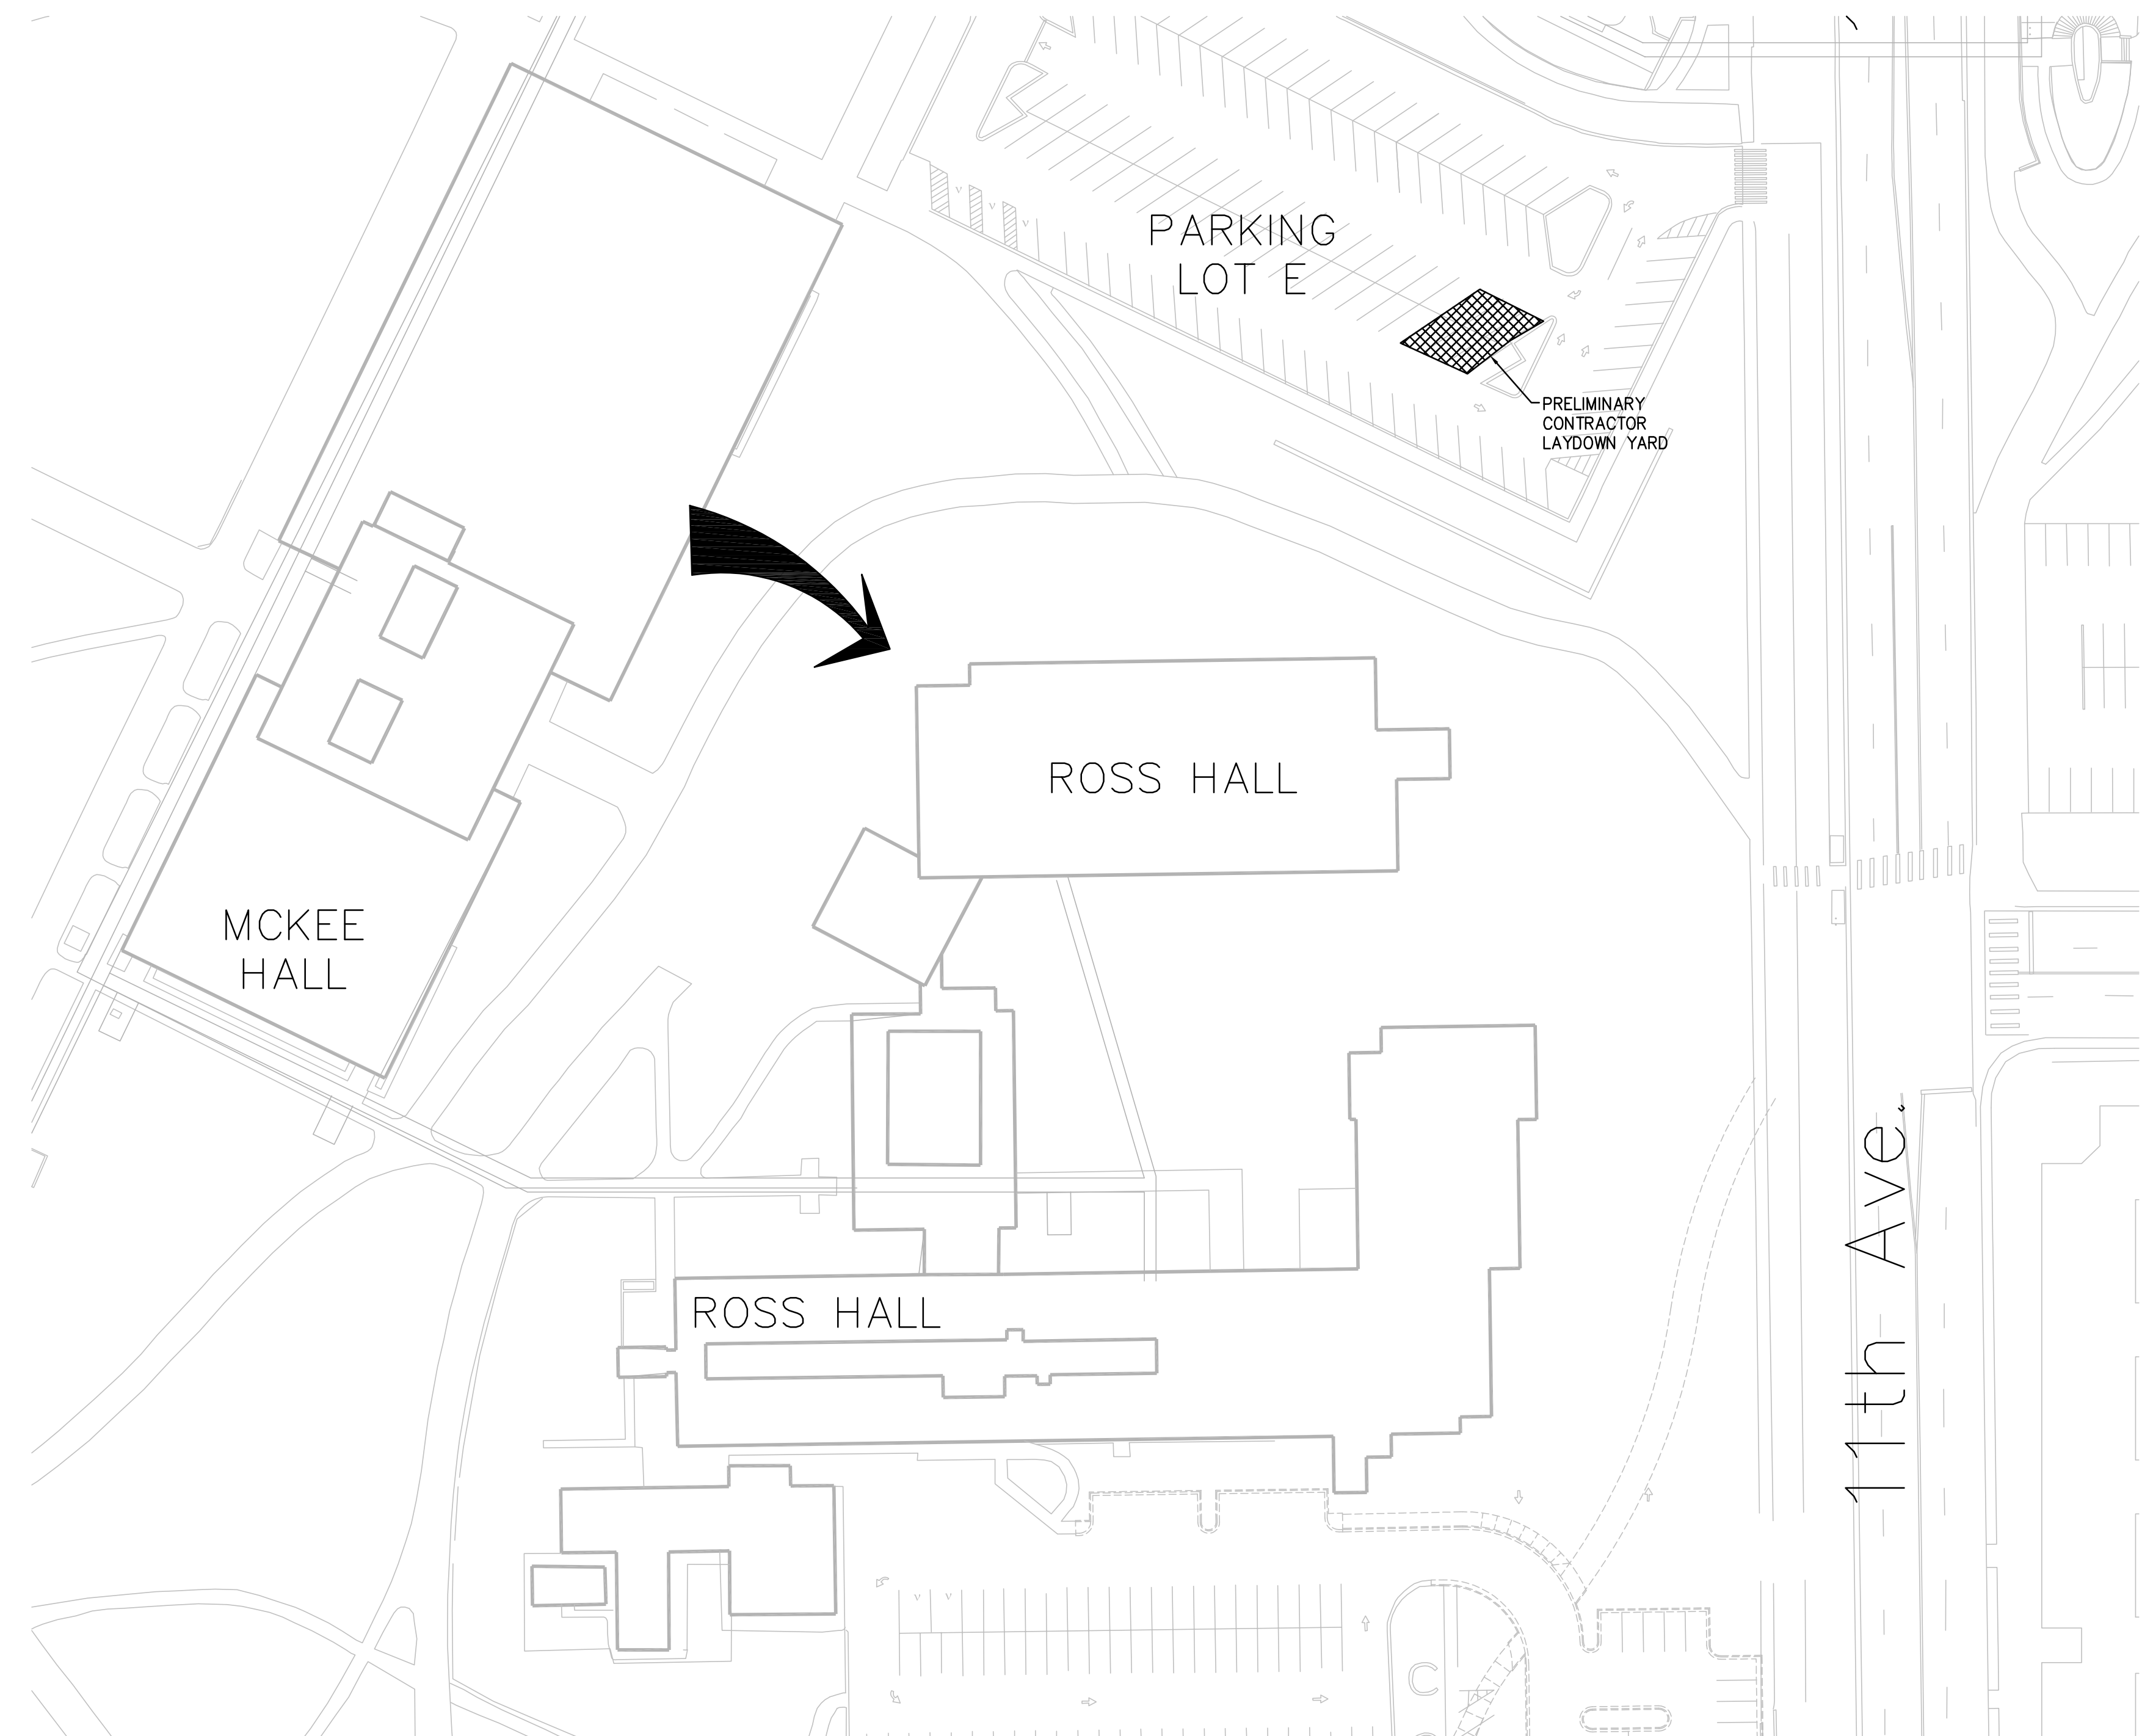 PARKING
LOT E
PRELIMINARY
CONTRACTOR
LAYDOWN YARD
ROSS HALL
MCKEE
HALL
ROSS HALL
11th Ave.
V
V
V
V
V
C